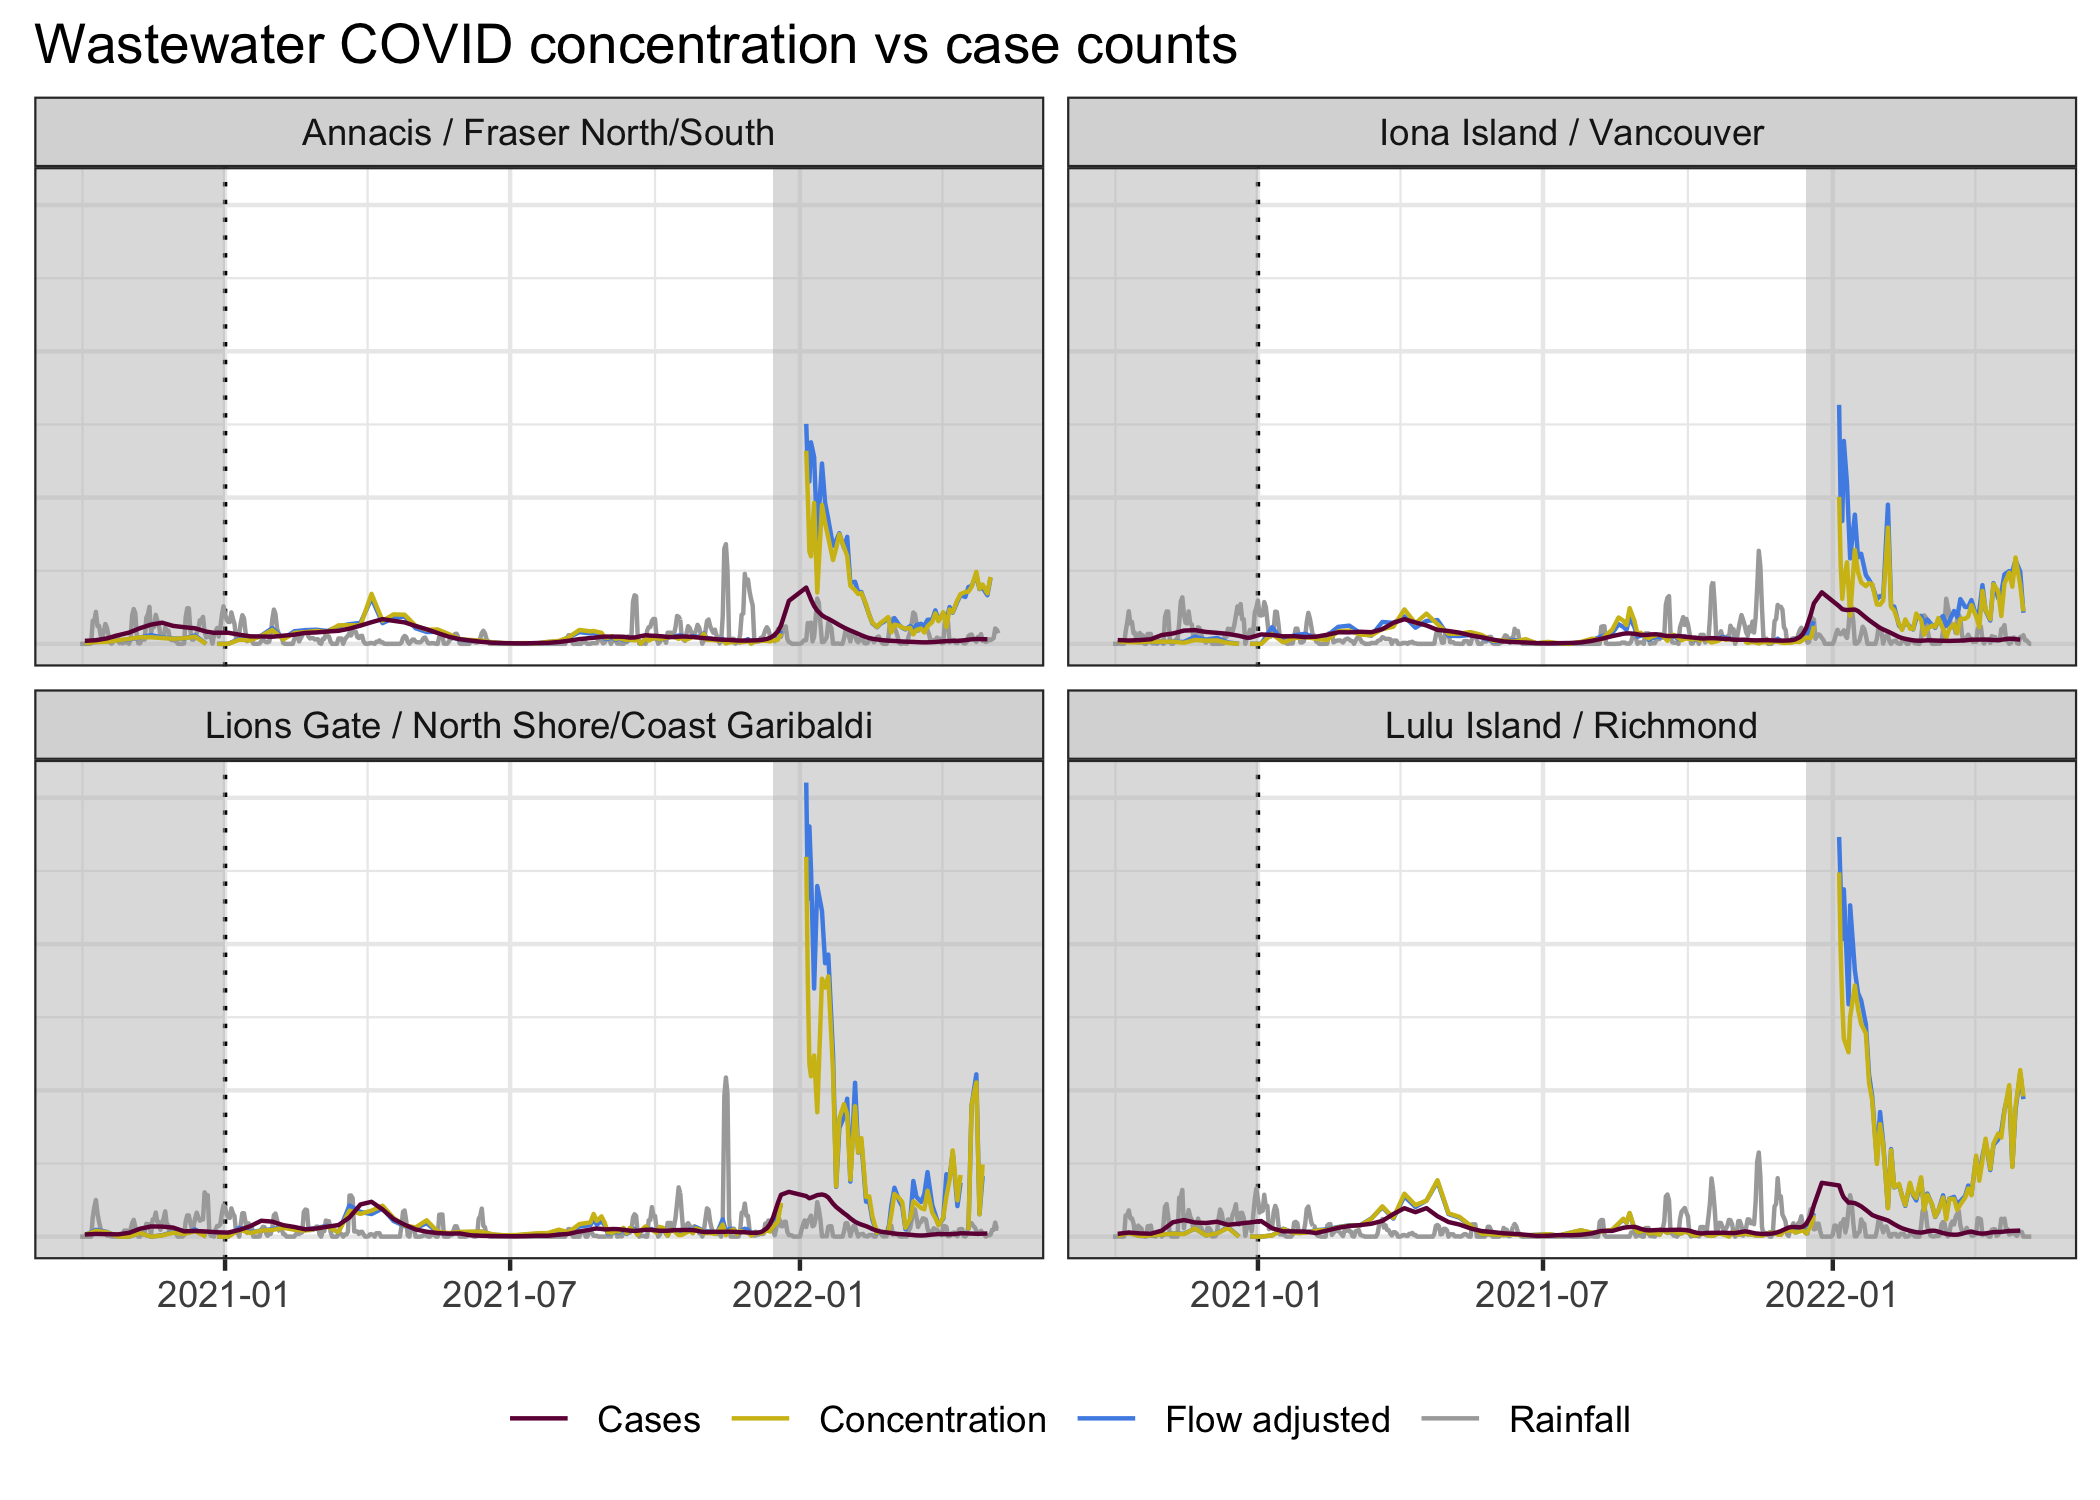 Wastewater COVID concentration vs case counts
Annacis / Fraser North/South
Iona Island / Vancouver
Lions Gate / North Shore/Coast Garibaldi
Lulu Island / Richmond
2021-01 2021-07 2022-01
2021-01 2021-07 2022-01
Cases Concentration Flow adjusted Rainfall